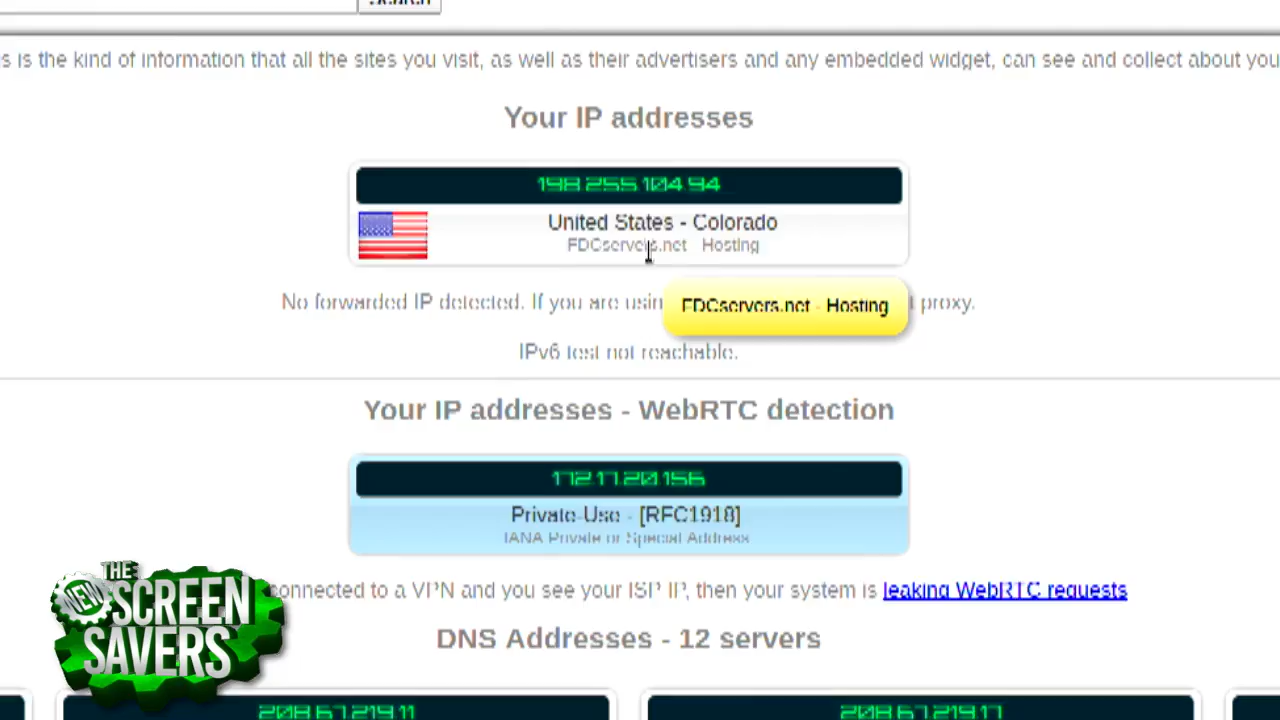 s is the kind of information that all the sites you visit, as well as their advertisers and any embedded widget, can see and collect about you
Your IP addresses
198.255.104.94
United States - Colorado
FDCservers.net - Hosting
No forwarded IP detected. If you are usin
FDCservers.net - Hosting
proxy.
IPv6 test not reachable.
Your IP addresses - WebRTC detection
172.17.20.156
Private-Use - [RFC1918]
IANA Private or Special Address
connected to a VPN and you see your ISP IP, then your system is leaking WebRTC requests
DNS Addresses - 12 servers
208.67.219.11
208.67.219.17
THE
NEW
SCREEN
SAVERS